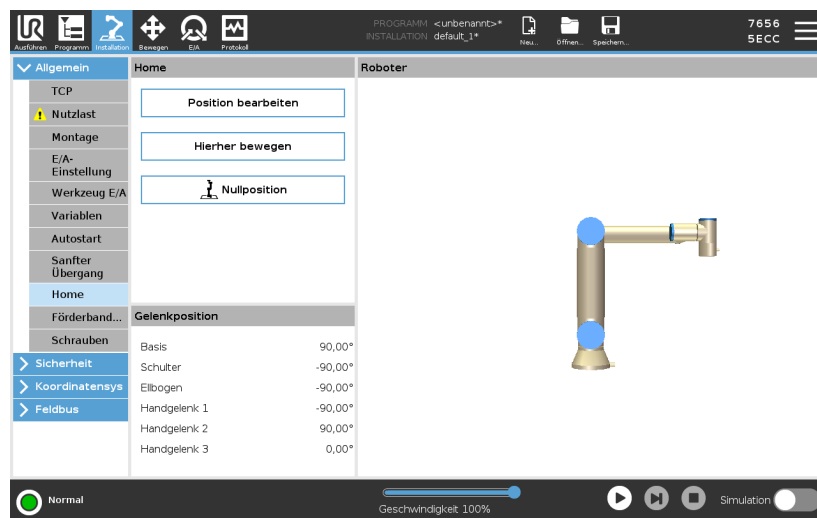 UR
Ausführen Programm Installation Bewegen E/A Protokoll
PROGRAMM <unbenannt>*
INSTALLATION default_1*
Neu... Öffnen... Speichern...
7656
5ECC
Allgemein
TCP
Nutzlast
Montage
E/A-
Einstellung
Werkzeug E/A
Variablen
Autostart
Sanfter
Übergang
Home
Förderband...
Schrauben
Sicherheit
Koordinatensys
Feldbus
Home
Position bearbeiten
Hierher bewegen
Nullposition
Gelenkposition
Basis 90,00°
Schulter -90,00°
Ellbogen -90,00°
Handgelenk 1 -90,00°
Handgelenk 2 90,00°
Handgelenk 3 0,00°
Roboter
Normal
Geschwindigkeit 100%
Simulation